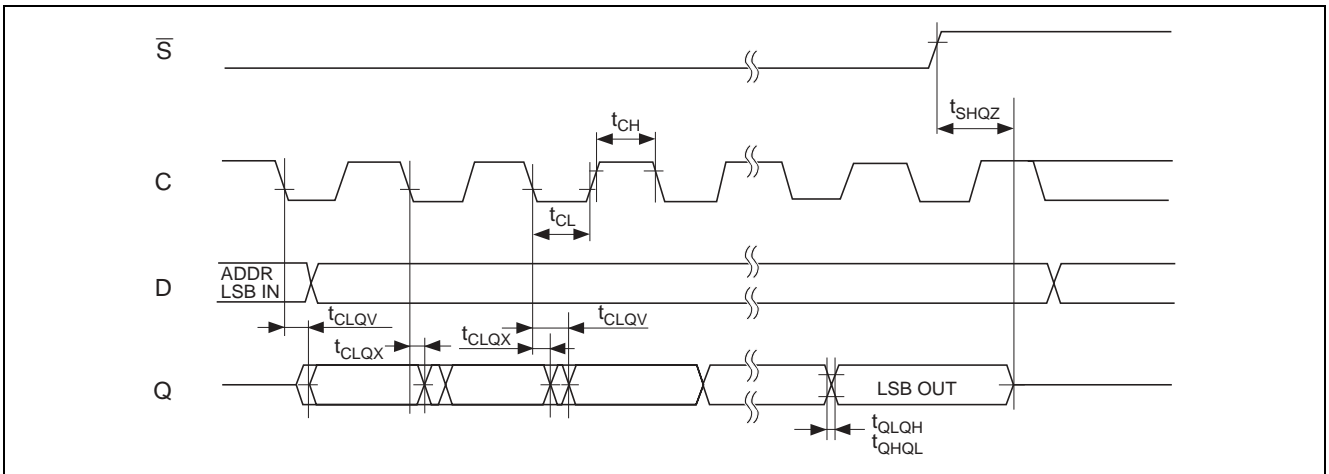 S̅
tSHQZ
tCH
C
tCL
ADDR
LSB IN
D
tCLQV
tCLQX
tCLQX
tCLQV
Q
LSB OUT
tQLQH
tQHQL